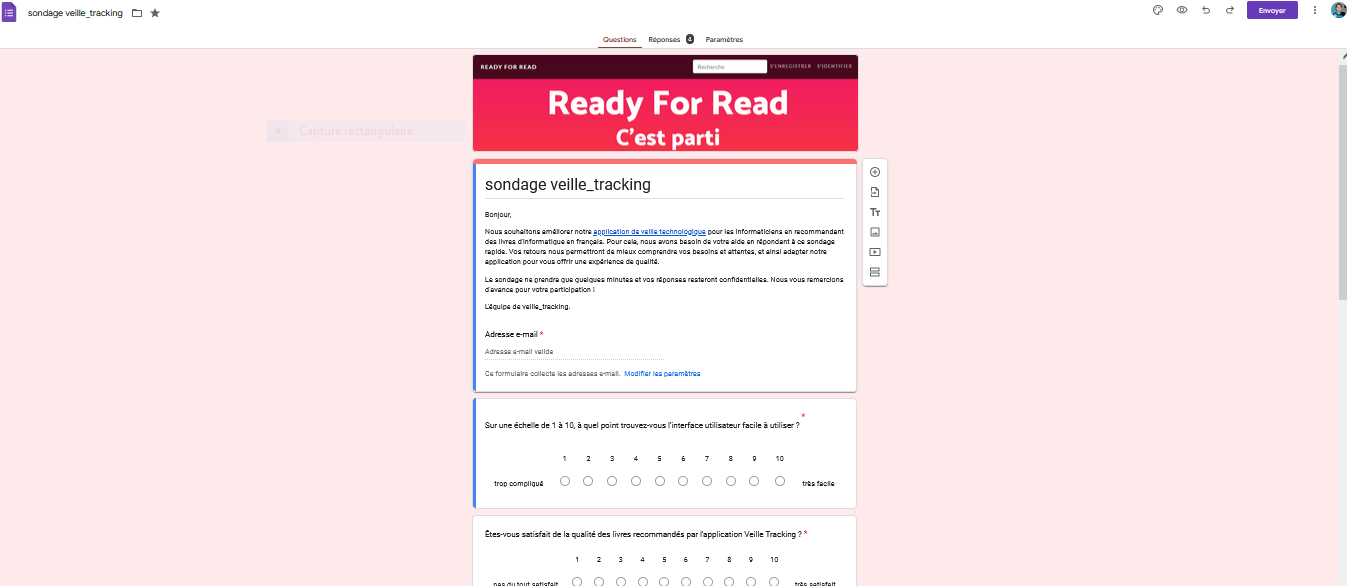 sondage veille_tracking
Envoyer
Questions Réponses 4 Paramètres
READY FOR READ Recherche S'ENREGISTRER S'IDENTIFIER
Ready For Read
C'est parti
Capture rectangulaire
sondage veille_tracking
Bonjour,
Nous souhaitons améliorer notre application de veille technologique pour les informaticiens en recommandant
des livres d'informatique en français. Pour cela, nous avons besoin de votre aide en répondant à ce sondage
rapide. Vos retours nous permettront de mieux comprendre vos besoins et attentes, et ainsi adapter notre
application pour vous offrir une expérience de qualité.
Le sondage ne prendra que quelques minutes et vos réponses resteront confidentielles. Nous vous remercions
d'avance pour votre participation !
L'équipe de veille_tracking.
Adresse e-mail *
Adresse e-mail valide
Ce formulaire collecte les adresses e-mail. Modifier les paramètres
Sur une échelle de 1 à 10, à quel point trouvez-vous l'interface utilisateur facile à utiliser ? *
1 2 3 4 5 6 7 8 9 10
trop compliqué très facile
Êtes-vous satisfait de la qualité des livres recommandés par l'application Veille Tracking ? *
1 2 3 4 5 6 7 8 9 10
pas du tout satisfait très satisfait